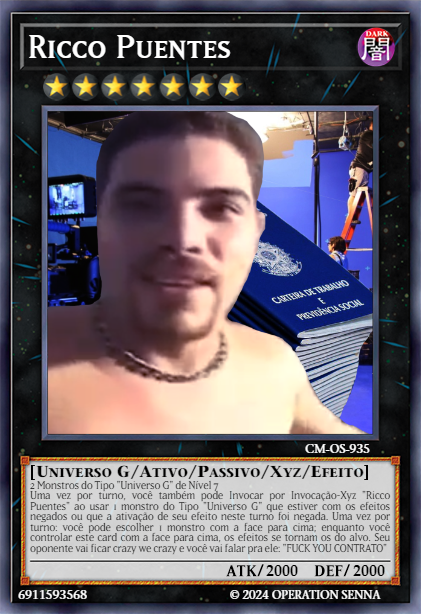 Ricco Puentes
DARK
闇
CARTEIRA DE TRABALHO
E
PREVIDÊNCIA SOCIAL
CM-OS-935
[Universo G/Ativo/Passivo/Xyz/Efeito]
2 Monstros do Tipo "Universo G" de Nível 7
Uma vez por turno, você também pode Invocar por Invocação-Xyz "Ricco
Puentes" ao usar 1 monstro do Tipo "Universo G" que estiver com os efeitos
negados ou que a ativação de seu efeito neste turno foi negada. Uma vez por
turno: você pode escolher 1 monstro com a face para cima; enquanto você
controlar este card com a face para cima, os efeitos se tornam os do alvo. Seu
oponente vai ficar crazy we crazy e você vai falar pra ele: "FUCK YOU CONTRATO"
ATK/2000 DEF/2000
6911593568
© 2024 OPERATION SENNA